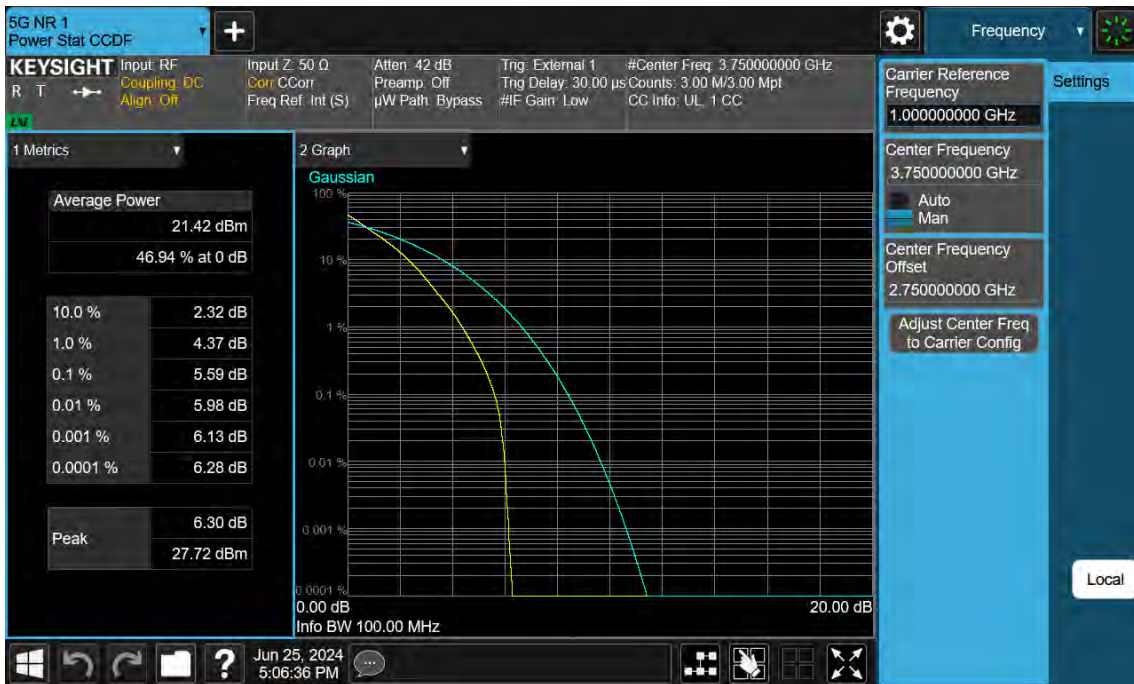 5G NR 1
Power Stat CCDF
Frequency
KEYSIGHT
R T
LXI
Input: RF
Coupling: DC
Align: Off
Input Z: 50 Ω
Corr CCorr
Freq Ref: Int (S)
Atten: 42 dB
Preamp: Off
µW Path: Bypass
Trig: External 1
Trig Delay: 30.00 µs
#IF Gain: Low
#Center Freq: 3.750000000 GHz
Counts: 3.00 M/3.00 Mpt
CC Info: UL, 1 CC
1 Metrics
Average Power
21.42 dBm
46.94 % at 0 dB
10.0 % 2.32 dB
1.0 % 4.37 dB
0.1 % 5.59 dB
0.01 % 5.98 dB
0.001 % 6.13 dB
0.0001 % 6.28 dB
Peak
6.30 dB
27.72 dBm
2 Graph
Gaussian
100 %
10 %
1 %
0.1 %
0.01 %
0.001 %
0.0001 %
0.00 dB 20.00 dB
Info BW 100.00 MHz
Carrier Reference
Frequency
1.000000000 GHz
Center Frequency
3.750000000 GHz
Auto
Man
Center Frequency
Offset
2.750000000 GHz
Adjust Center Freq
to Carrier Config
Settings
Local
?
Jun 25, 2024
5:06:36 PM